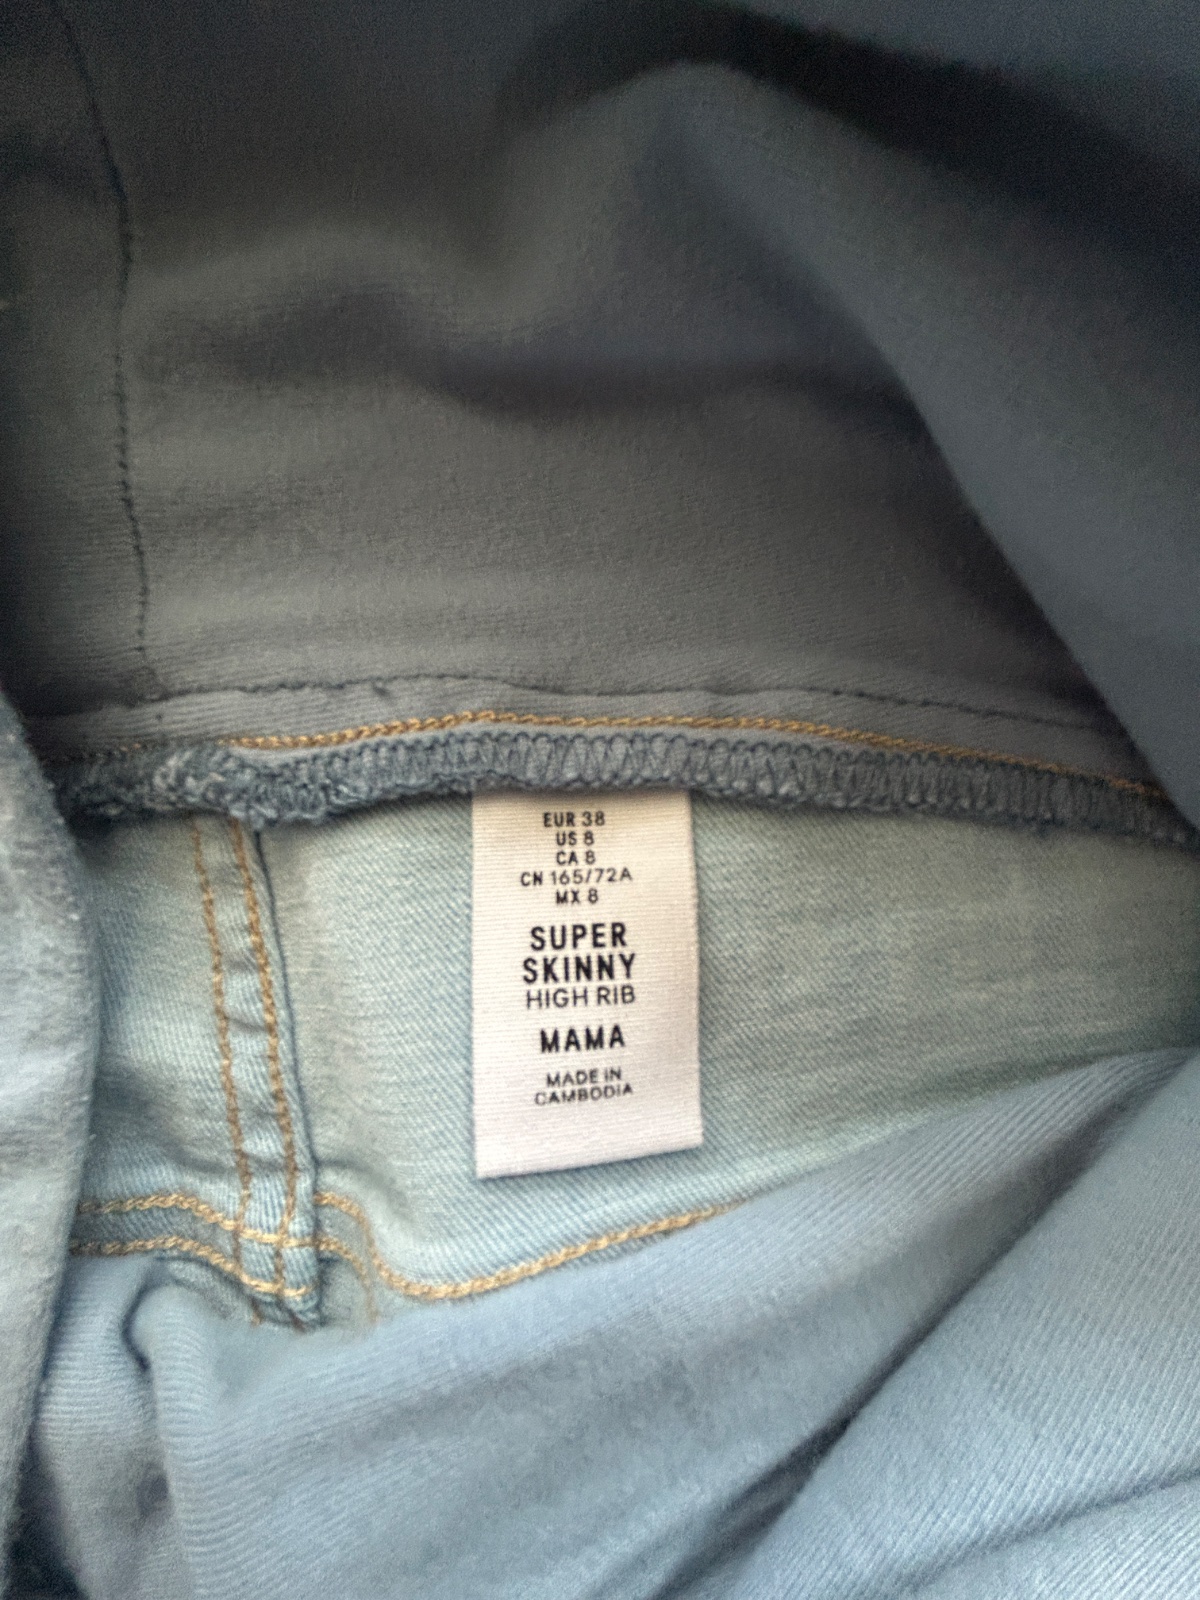 EUR 38
US 8
CA 8
CN 165/72A
MX 8
SUPER
SKINNY
HIGH RIB
MAMA
MADE IN
CAMBODIA